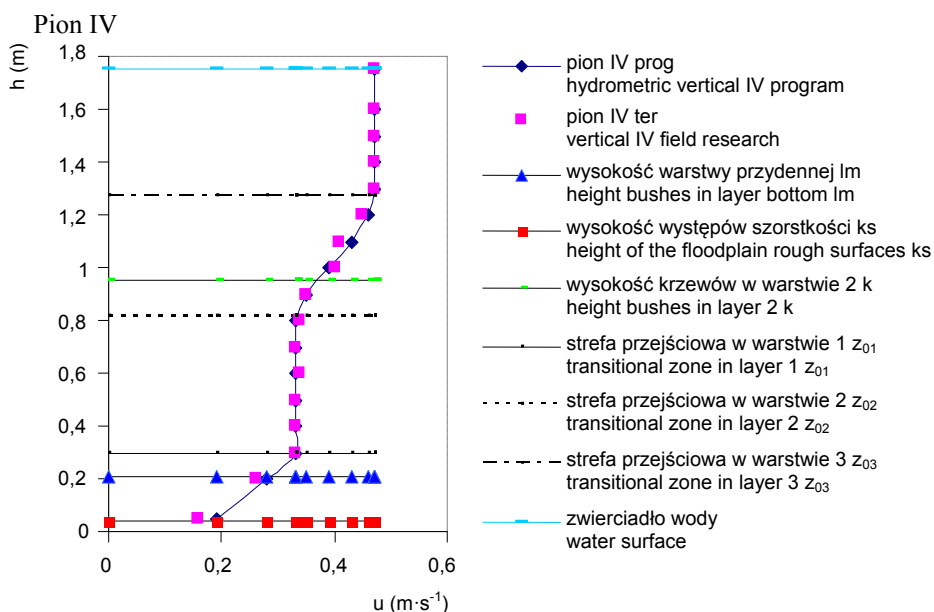 Pion IV
h (m)
1,8
1,6
1,4
1,2
1
0,8
0,6
0,4
0,2
0
0
0,2
0,4
0,6
u (m·s-1)
pion IV prog
hydrometric vertical IV program
pion IV ter
vertical IV field research
wysokość warstwy przydennej lm
height bushes in layer bottom lm
wysokość występów szorstkości ks
height of the floodplain rough surfaces ks
wysokość krzewów w warstwie 2 k
height bushes in layer 2 k
strefa przejściowa w warstwie 1 z01
transitional zone in layer 1 z01
strefa przejściowa w warstwie 2 z02
transitional zone in layer 2 z02
strefa przejściowa w warstwie 3 z03
transitional zone in layer 3 z03
zwierciadło wody
water surface